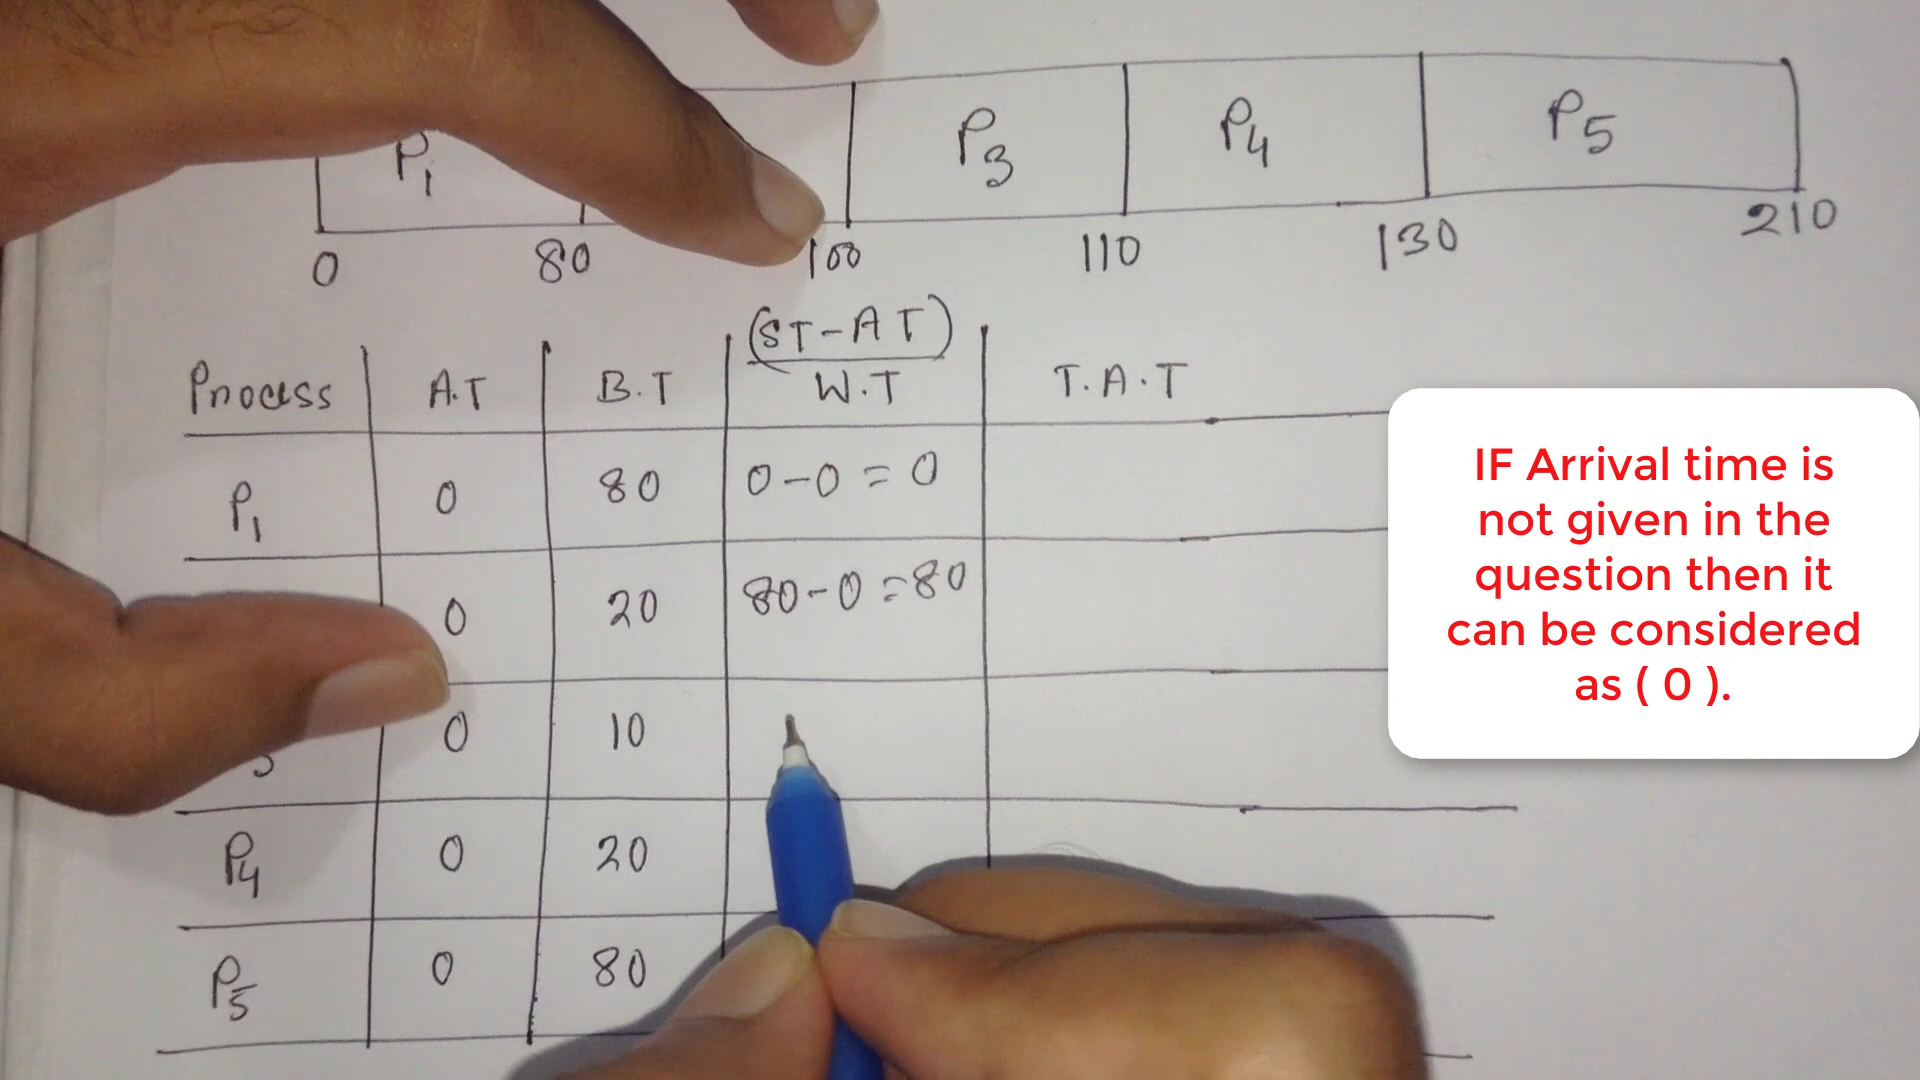 P1 P3 P4 P5
0 80 100 110 130 210
(ST-AT)
Process A.T B.T W.T T.A.T
P1 0 80 0-0=0
0 20 80-0=80
3 0 10
P4 0 20
P5 0 80
IF Arrival time is
not given in the
question then it
can be considered
as ( 0 ).